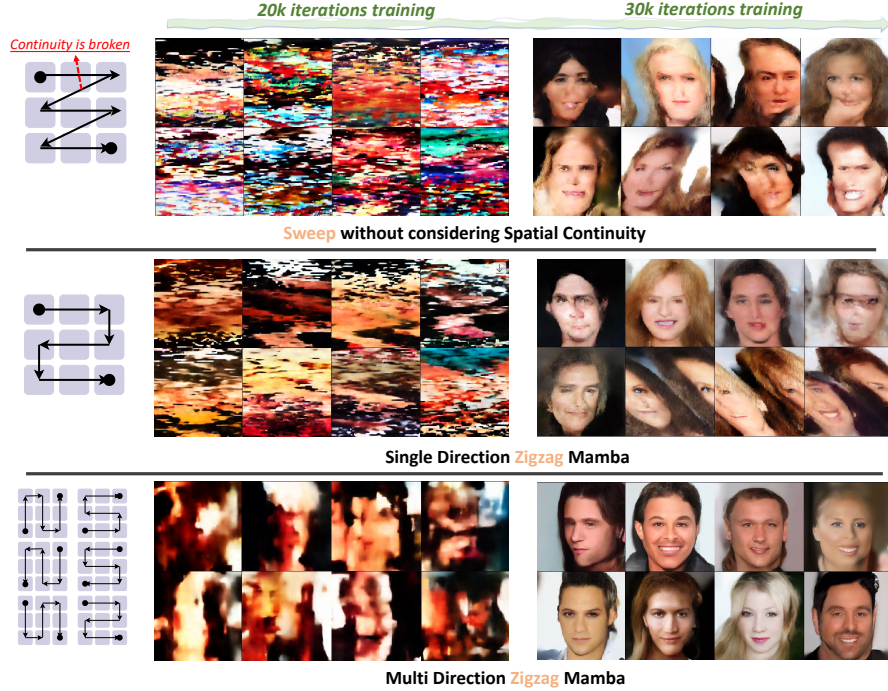 20k iterations training
30k iterations training
Continuity is broken
Sweep without considering Spatial Continuity
Single Direction Zigzag Mamba
Multi Direction Zigzag Mamba